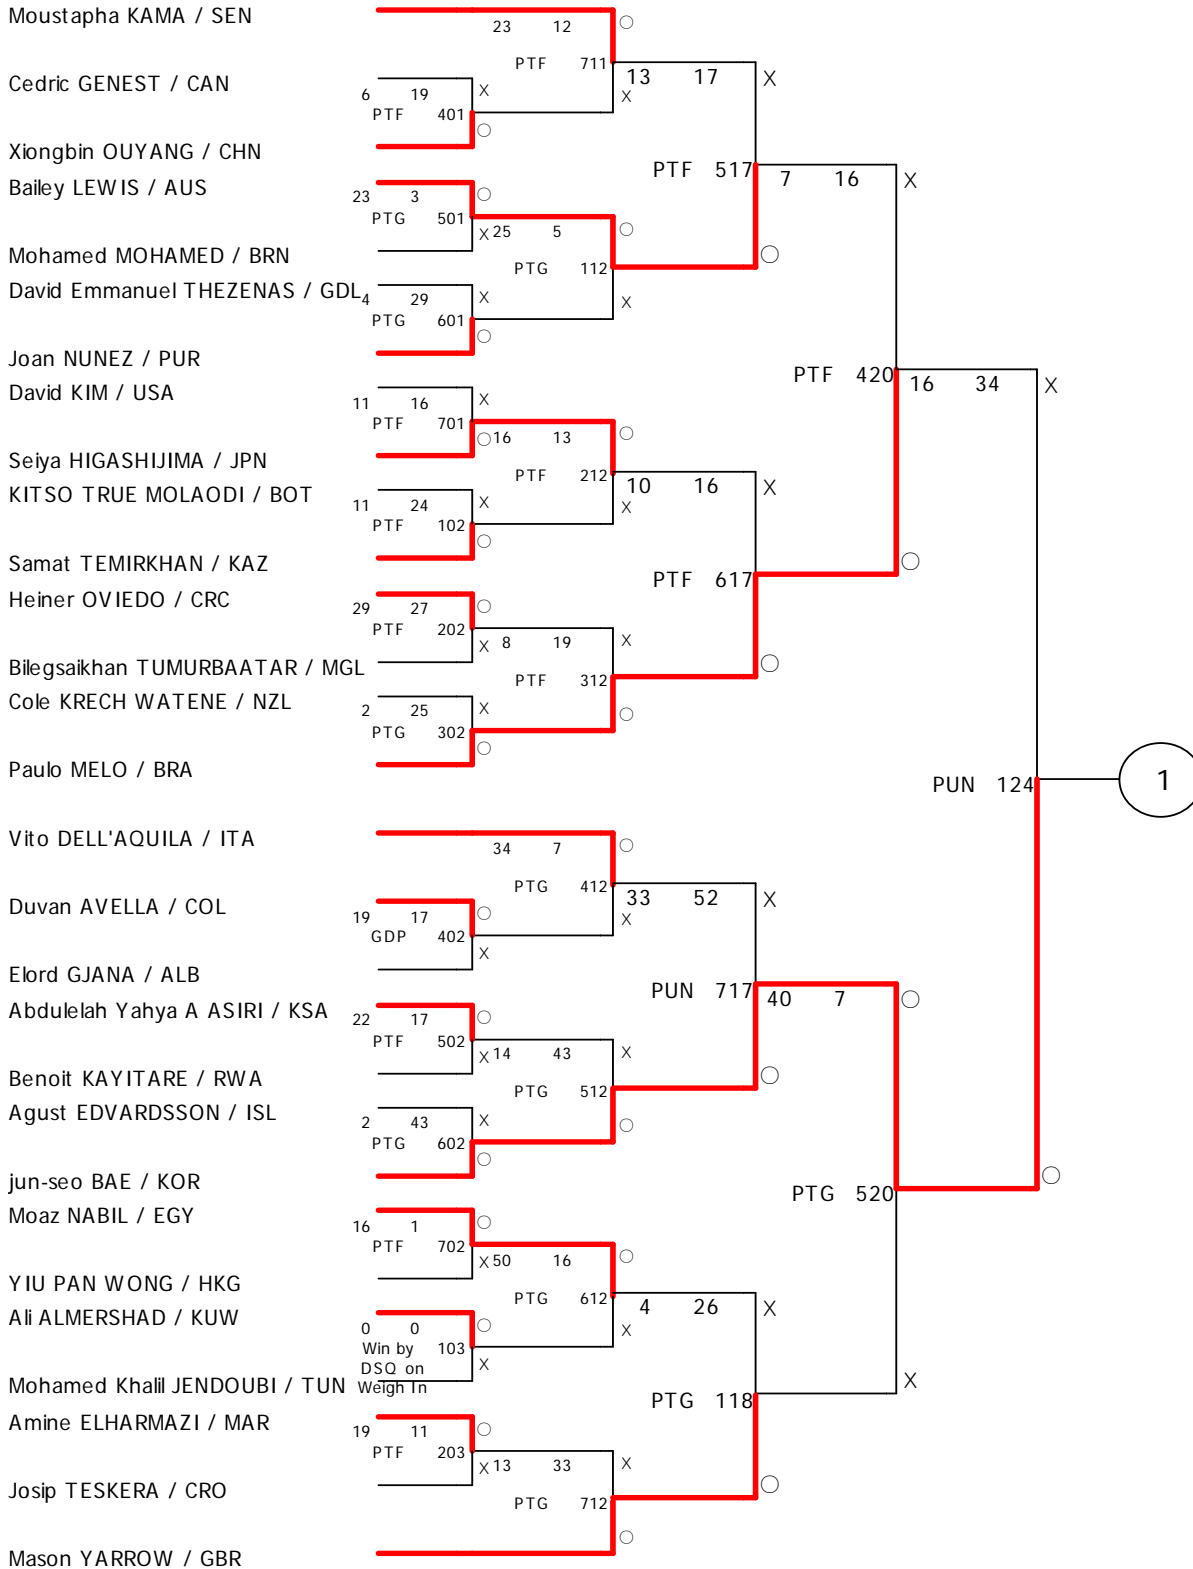 Moustapha KAMA / SEN
23 12
PTF 711
13 17 X
Cedric GENEST / CAN
6 19 X
PTF 401
X
Xiongbin OUYANG / CHN
PTF 517
7 16 X
Bailey LEWIS / AUS
23 3
PTG 501
X 25 5
Mohamed MOHAMED / BRN
PTG 112
David Emmanuel THEZENAS / GDL
4 29 X
PTG 601
X
Joan NUNEZ / PUR
PTF 420
16 34 X
David KIM / USA
11 16 X
PTF 701
16 13
Seiya HIGASHIJIMA / JPN
PTF 212
10 16 X
KITSO TRUE MOLAODI / BOT
11 24 X
PTF 102
X
Samat TEMIRKHAN / KAZ
PTF 617
Heiner OVIEDO / CRC
29 27
PTF 202
X 8 19 X
Bilegsaikhan TUMURBAATAR / MGL
PTF 312
Cole KRECH WATENE / NZL
2 25 X
PTG 302
Paulo MELO / BRA
PUN 124
1
Vito DELL'AQUILA / ITA
34 7
PTG 412
33 52 X
Duvan AVELLA / COL
19 17
GDP 402
X
X
Elord GJANA / ALB
PUN 717
40 7
Abdulelah Yahya A ASIRI / KSA
22 17
PTF 502
X 14 43 X
Benoit KAYITARE / RWA
PTG 512
Agust EDVARDSSON / ISL
2 43 X
PTG 602
jun-seo BAE / KOR
PTG 520
Moaz NABIL / EGY
16 1
PTF 702
X 50 16
YIU PAN WONG / HKG
PTG 612
4 26 X
Ali ALMERSHAD / KUW
0 0
Win by 103
DSQ on
Weigh In
X
X
Mohamed Khalil JENDOUBI / TUN
X
PTG 118
Amine ELHARMAZI / MAR
19 11
PTF 203
X 13 33 X
Josip TESKERA / CRO
PTG 712
Mason YARROW / GBR